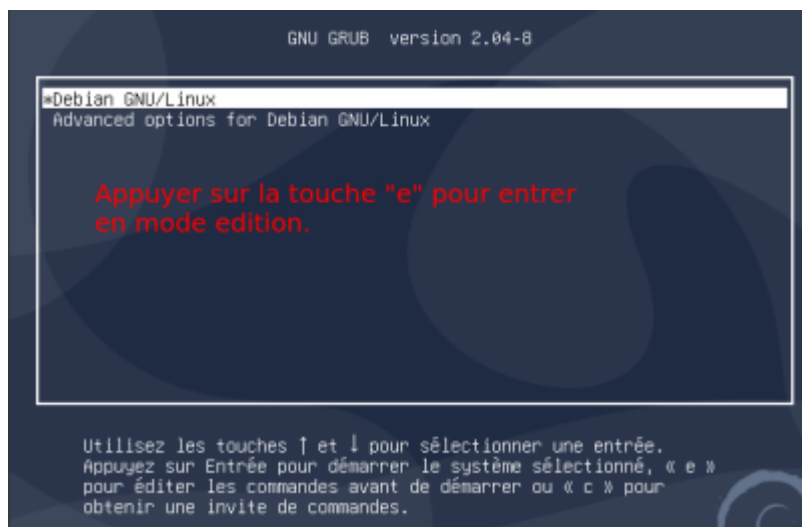 GNU GRUB version 2.04-8
*Debian GNU/Linux
Advanced options for Debian GNU/Linux
Appuyer sur la touche "e" pour entrer
en mode edition.
Utilisez les touches ↑ et ↓ pour sélectionner une entrée.
Appuyez sur Entrée pour démarrer le système sélectionné, « e »
pour éditer les commandes avant de démarrer ou « c » pour
obtenir une invite de commandes.